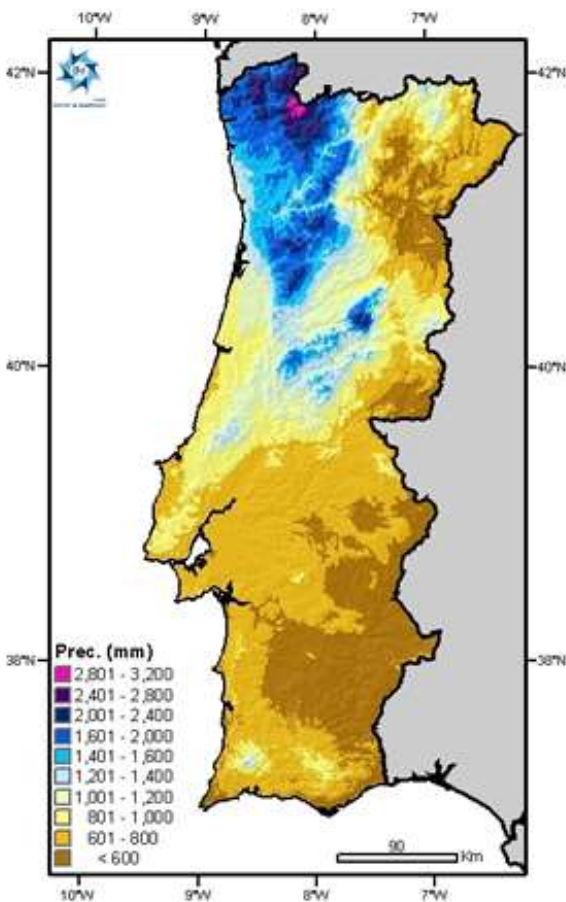 10°W 9°W 8°W 7°W
42°N 42°N
40°N 40°N
38°N 38°N
Prec. (mm)
2,801 - 3,200
2,401 - 2,800
2,001 - 2,400
1,601 - 2,000
1,401 - 1,600
1,201 - 1,400
1,001 - 1,200
801 - 1,000
601 - 800
< 600
90
Km
10°W 9°W 8°W 7°W